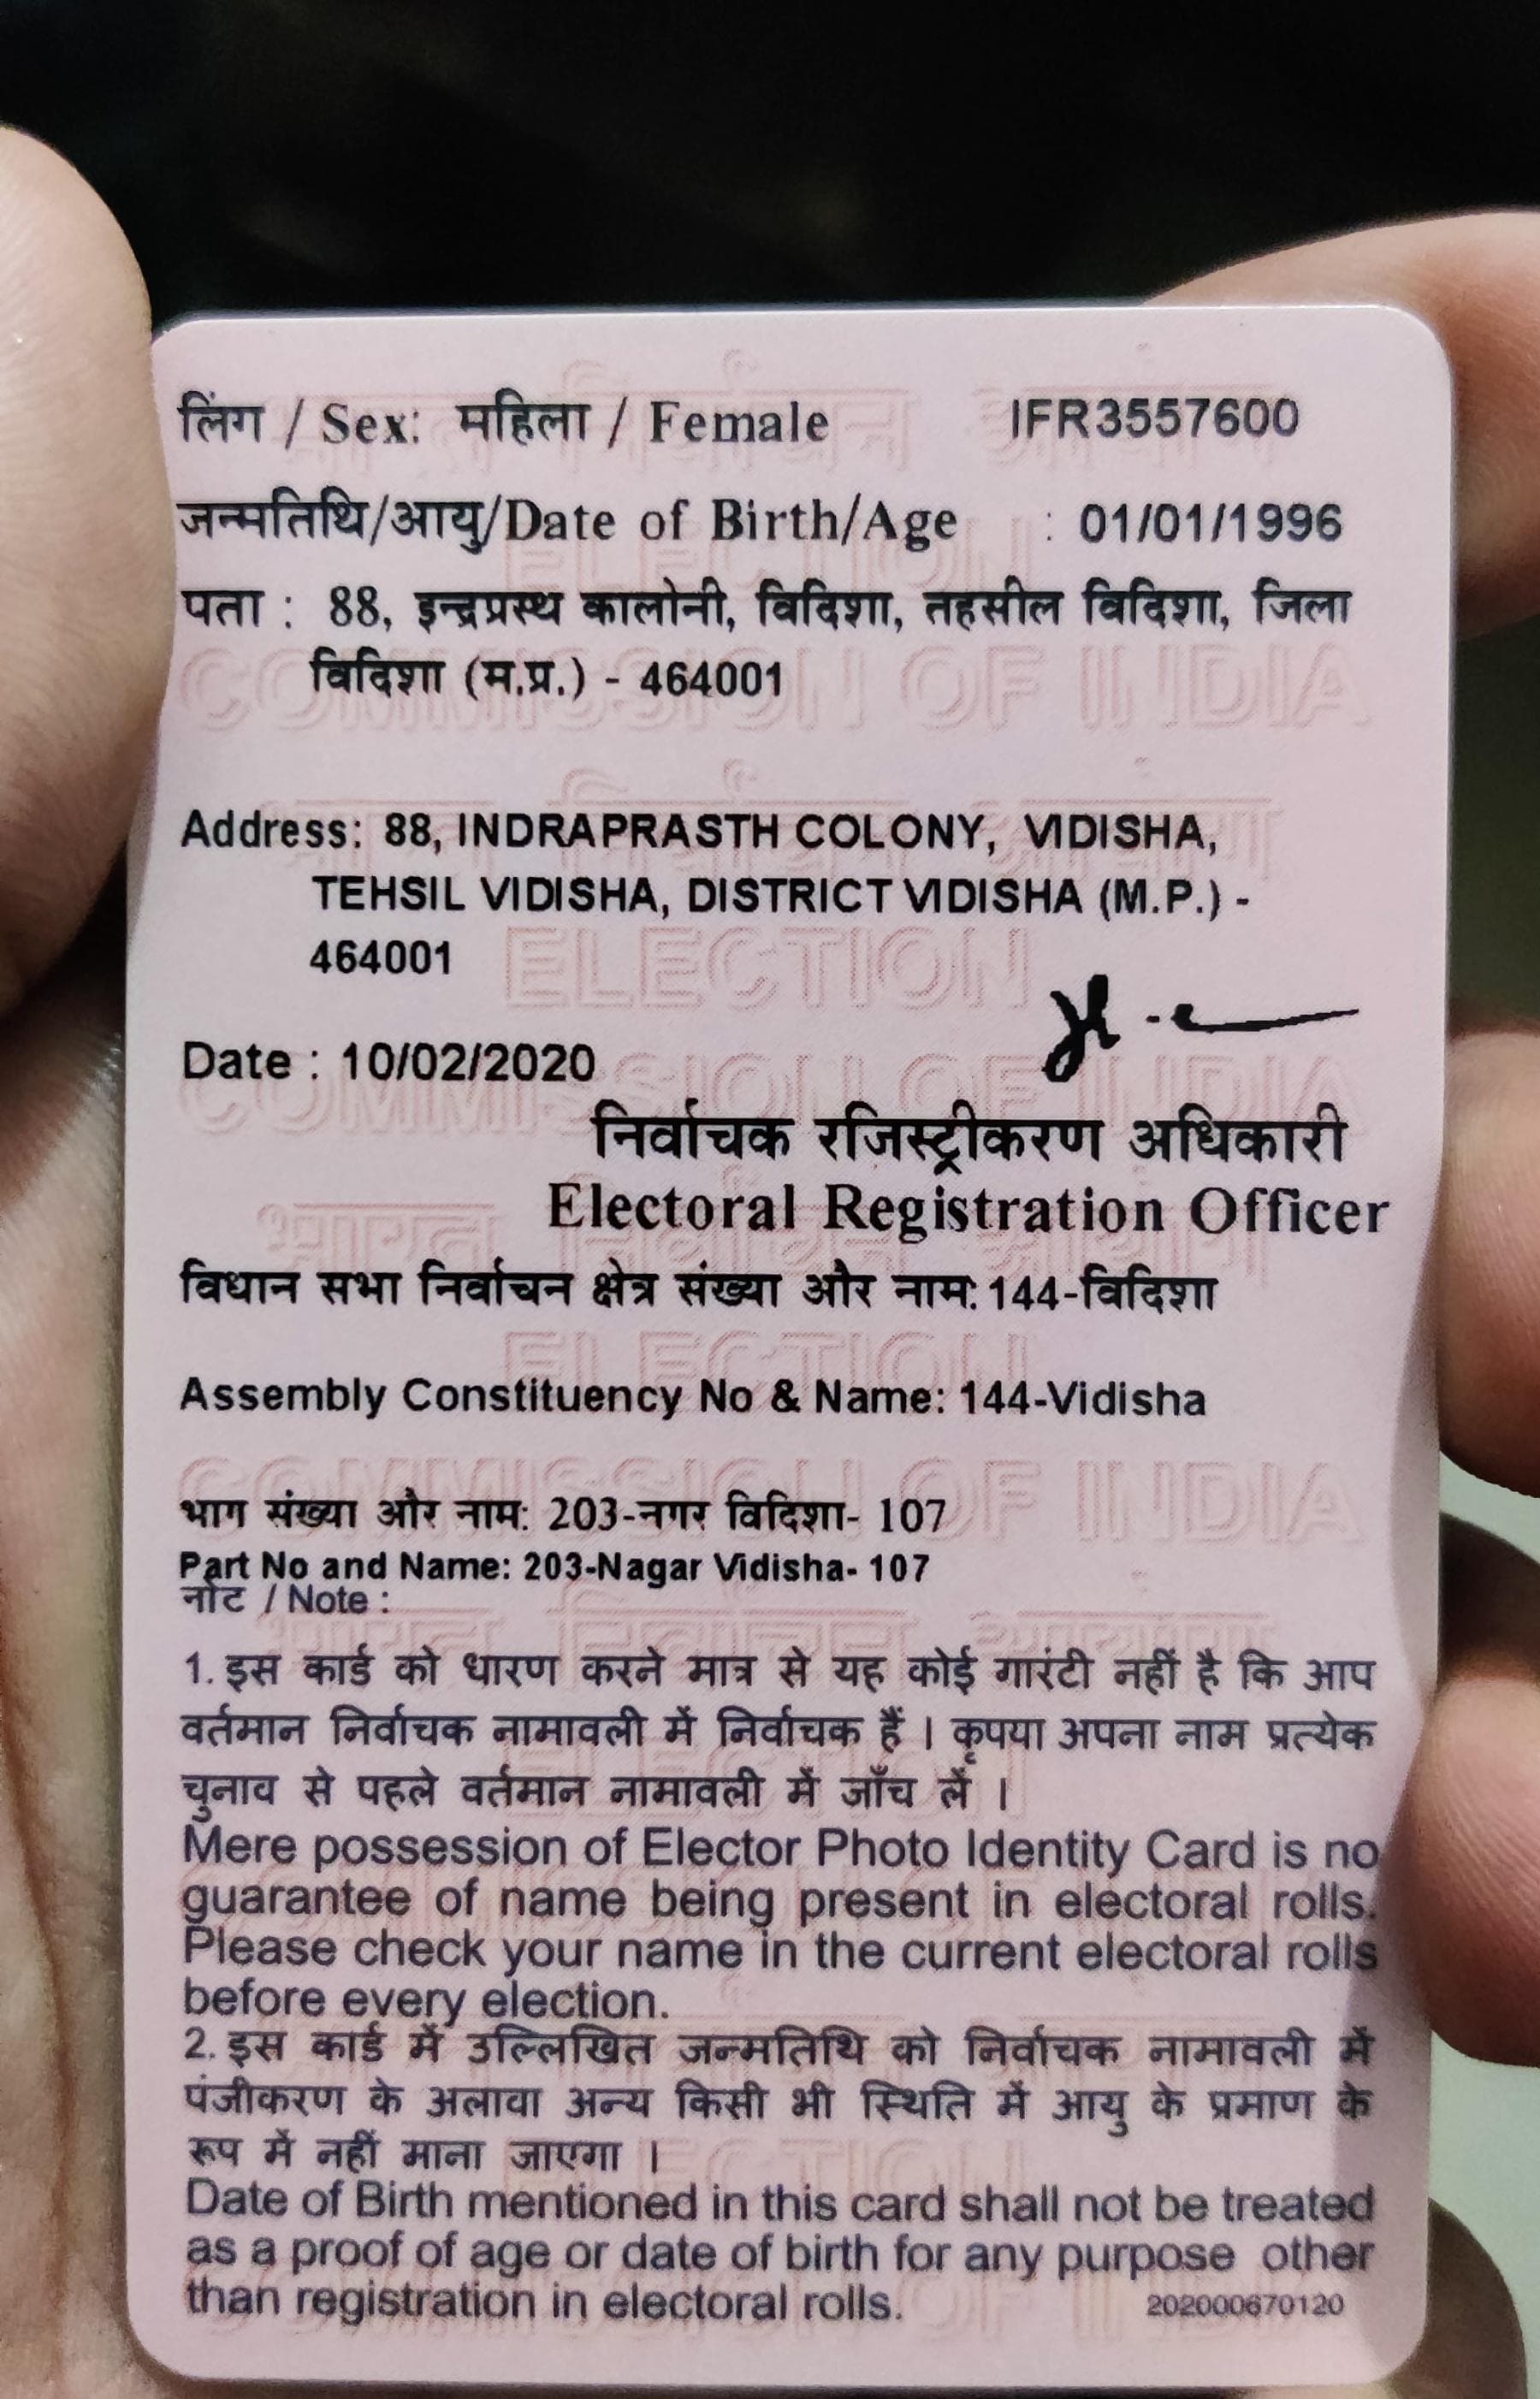 लिंग / Sex: महिला / Female IFR3557600
जन्मतिथि/आयु/Date of Birth/Age : 01/01/1996
पता : 88, इन्द्रप्रस्थ कालोनी, विदिशा, तहसील विदिशा, जिला
विदिशा (म.प्र.) - 464001
Address: 88, INDRAPRASTH COLONY, VIDISHA,
TEHSIL VIDISHA, DISTRICT VIDISHA (M.P.) -
464001
Date : 10/02/2020
निर्वाचक रजिस्ट्रीकरण अधिकारी
Electoral Registration Officer
विधान सभा निर्वाचन क्षेत्र संख्या और नाम: 144-विदिशा
Assembly Constituency No & Name: 144-Vidisha
भाग संख्या और नाम: 203-नगर विदिशा- 107
Part No and Name: 203-Nagar Vidisha- 107
नोट / Note :
1. इस कार्ड को धारण करने मात्र से यह कोई गारंटी नहीं है कि आप
वर्तमान निर्वाचक नामावली में निर्वाचक हैं । कृपया अपना नाम प्रत्येक
चुनाव से पहले वर्तमान नामावली में जाँच लें ।
Mere possession of Elector Photo Identity Card is no
guarantee of name being present in electoral rolls.
Please check your name in the current electoral rolls
before every election.
2. इस कार्ड में उल्लिखित जन्मतिथि को निर्वाचक नामावली में
पंजीकरण के अलावा अन्य किसी भी स्थिति में आयु के प्रमाण के
रूप में नहीं माना जाएगा ।
Date of Birth mentioned in this card shall not be treated
as a proof of age or date of birth for any purpose other
than registration in electoral rolls. 202000670120